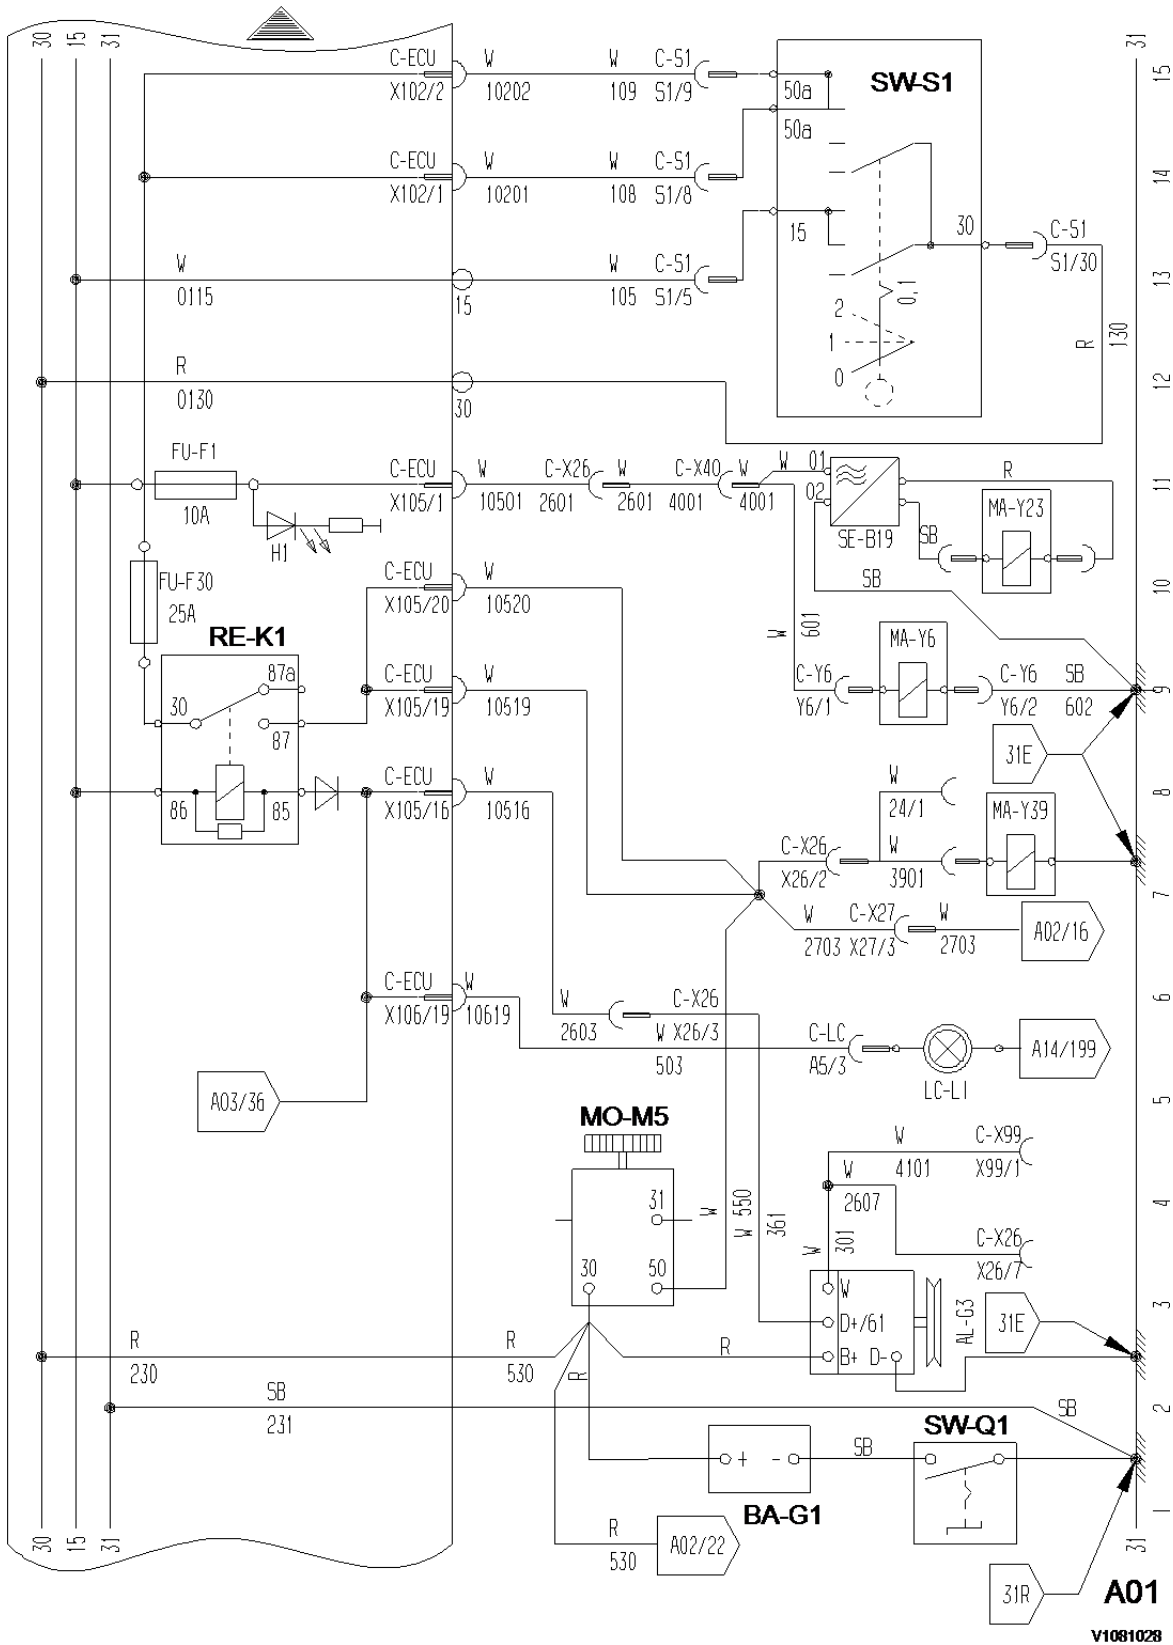 30 15 31 31
C-ECU W W C-S1
X102/2 10202 109 S1/9 50a SW-S1 15
50a
C-ECU W W C-S1
X102/1 10201 108 S1/8 14
15 30 C-S1
W W C-S1 S1/30
0115 15 105 S1/5 0,1 13
2
1 R 130
R 0 12
0130 30
FU-F1
C-ECU W C-X26 W C-X40 W W 01 R
X105/1 10501 2601 2601 4001 4001 02 11
10A MA-Y23
H1 SE-B19 SB
FU-F30 C-ECU W SB
25A X105/20 10520 10
W 601
RE-K1 MA-Y6
87a C-ECU W C-Y6 C-Y6 SB
30 X105/19 10519 Y6/1 Y6/2 602 9
87 31E
C-ECU W W
86 85 X105/16 10516 24/1 MA-Y39 8
C-X26 W
X26/2 3901 7
W C-X27 W
2703 X27/3 2703 A02/16
C-ECU W W C-X26
X106/19 10619 2603 W X26/3 6
503 C-LC A14/199
A5/3 LC-L1
A03/36 5
MO-M5
W C-X99
4101 X99/1
W
31 W 550 W 361 2607 4
W 301 C-X26
30 50 X26/7
W
D+/61 AL-G3 31E 3
R R R B+ D-
230 530 R
SB SB 2
231 SW-Q1
SB
+ -
BA-G1
R
30 15 31 530 A02/22 31 1
31R A01
V1081028